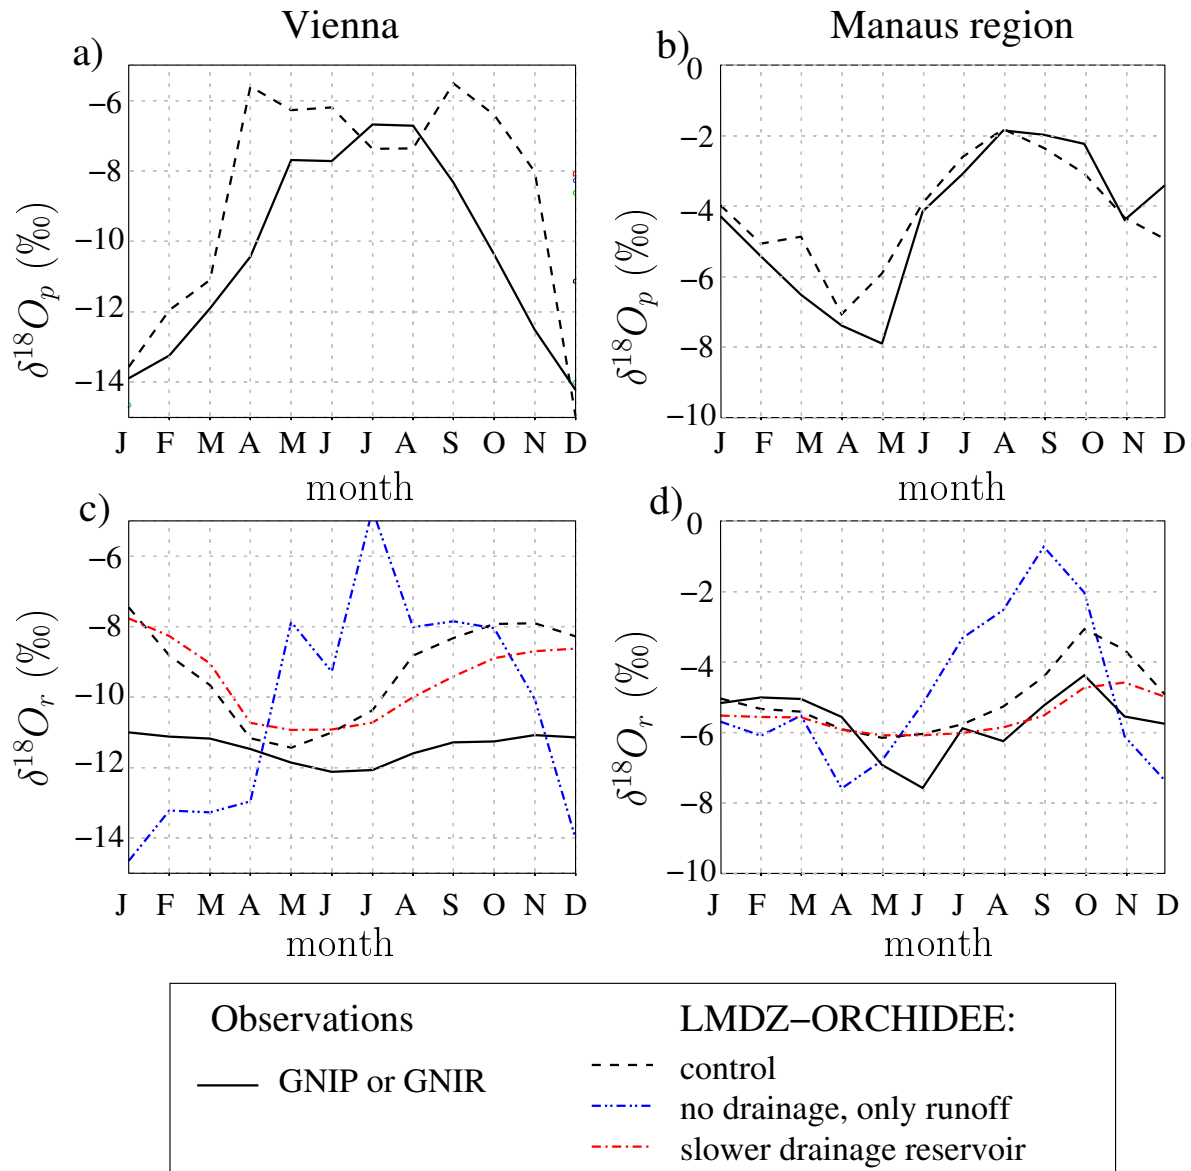 Vienna
Manaus region
a)
−6
−8
−10
−12
−14
δ¹⁸Oₚ (‰)
J F M A M J J A S O N D
month
b)
0
−2
−4
−6
−8
−10
δ¹⁸Oₚ (‰)
J F M A M J J A S O N D
month
c)
−6
−8
−10
−12
−14
δ¹⁸Oᵣ (‰)
J F M A M J J A S O N D
month
d)
0
−2
−4
−6
−8
−10
δ¹⁸Oᵣ (‰)
J F M A M J J A S O N D
month
Observations
GNIP or GNIR
LMDZ−ORCHIDEE:
control
no drainage, only runoff
slower drainage reservoir